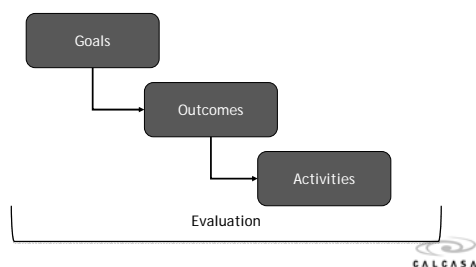 Goals
Outcomes
Activities
Evaluation
CALCASA